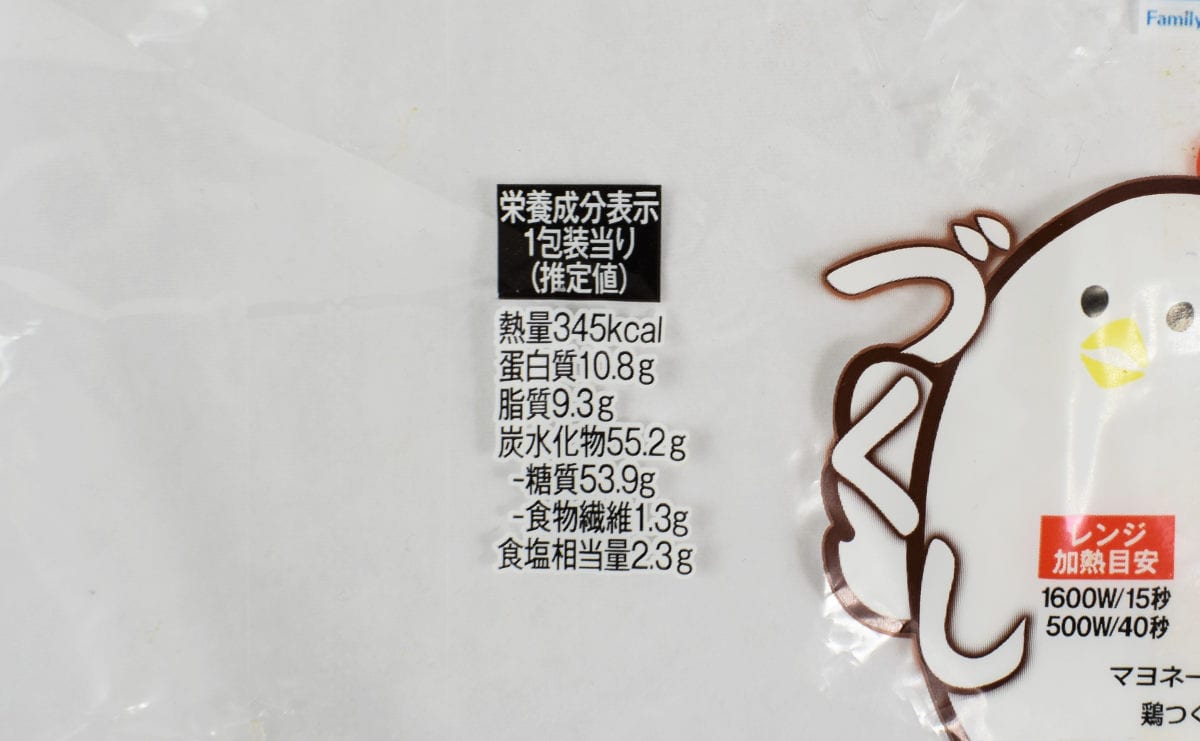 Family
栄養成分表示
1包装当り
(推定値)
熱量345kcal
蛋白質10.8g
脂質9.3g
炭水化物55.2g
-糖質53.9g
-食物繊維1.3g
食塩相当量2.3g
づくし
レンジ
加熱目安
1600W/15秒
500W/40秒
マヨネー
鶏つく